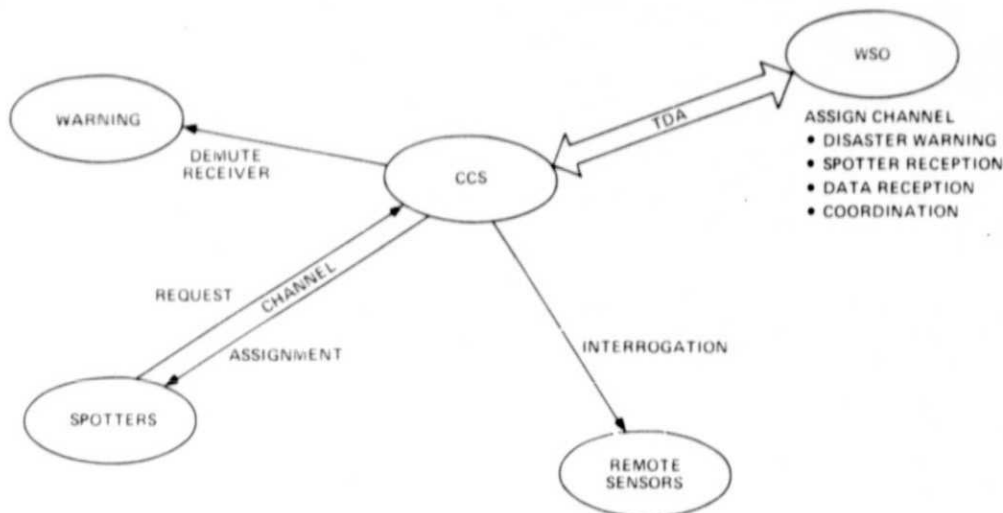 WSO
ASSIGN CHANNEL
• DISASTER WARNING
• SPOTTER RECEPTION
• DATA RECEPTION
• COORDINATION
TDA
WARNING
DEMUTE
RECEIVER
CCS
REQUEST
CHANNEL
ASSIGNMENT
INTERROGATION
SPOTTERS
REMOTE
SENSORS